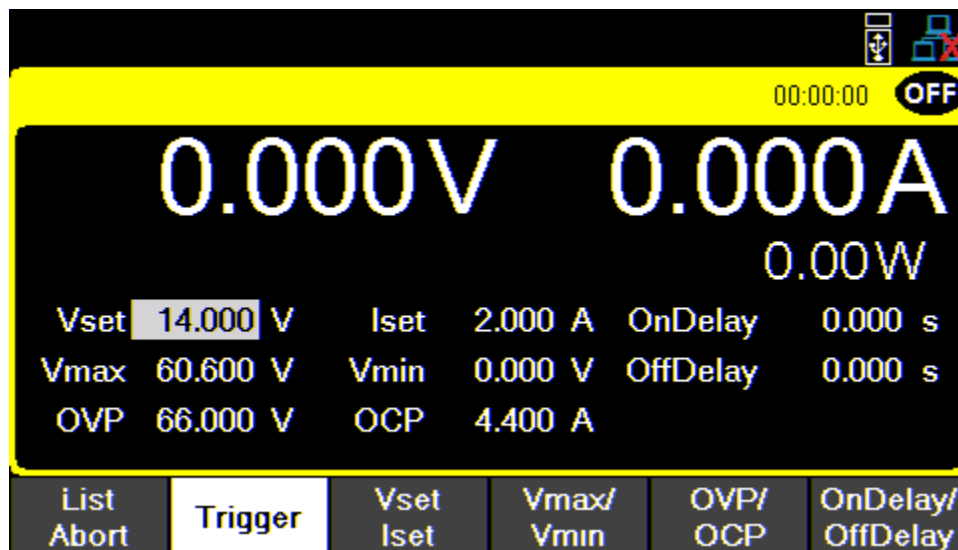 00:00:00 OFF
0.000V 0.000A
0.00W
Vset 14.000 V Iset 2.000 A OnDelay 0.000 s
Vmax 60.600 V Vmin 0.000 V OffDelay 0.000 s
OVP 66.000 V OCP 4.400 A
List Trigger Vset Vmax/ OVP/ OnDelay/
Abort Iset Vmin OCP OffDelay